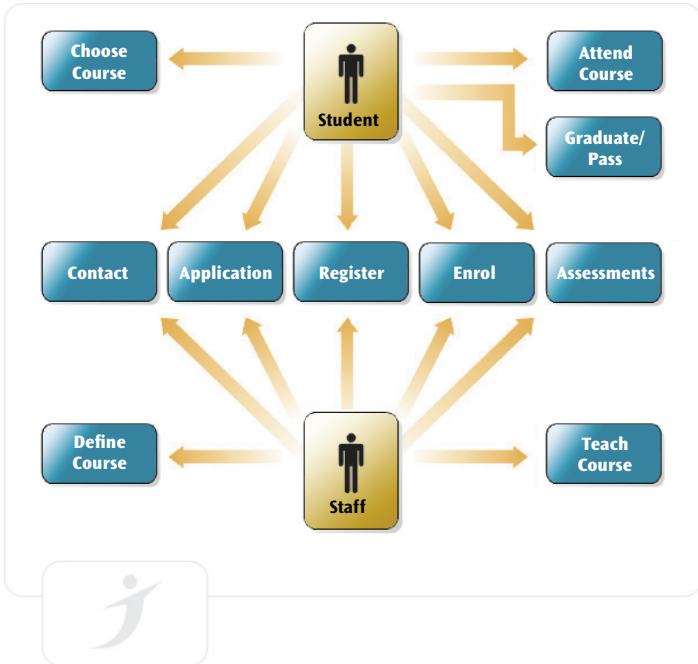 Choose
Course
Student
Attend
Course
Graduate/
Pass
Contact
Application
Register
Enrol
Assessments
Define
Course
Staff
Teach
Course